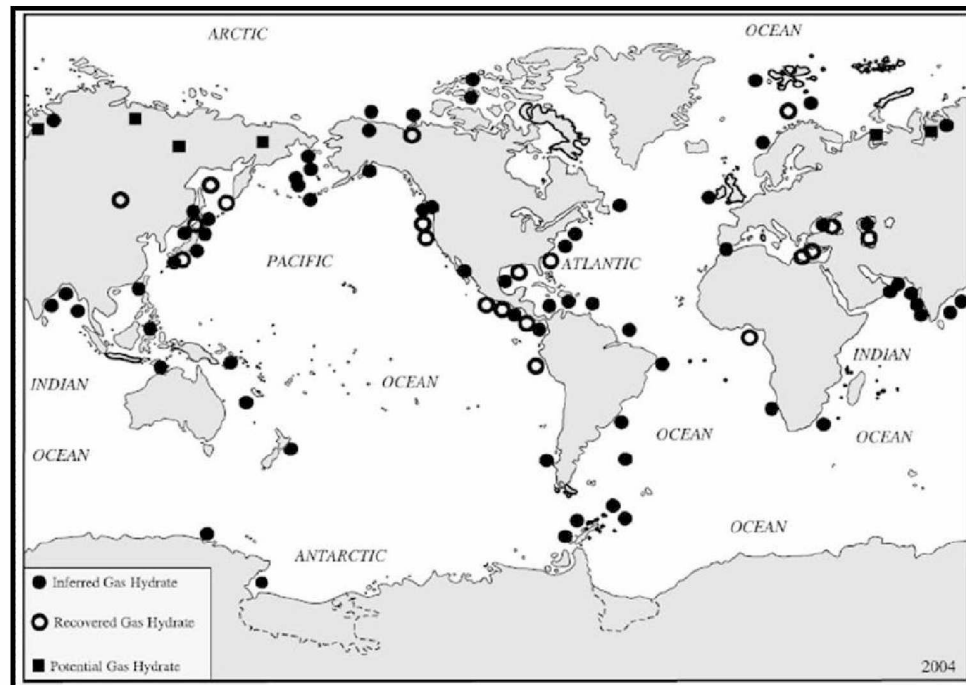 ARCTIC
OCEAN
PACIFIC
ATLANTIC
INDIAN
OCEAN
INDIAN
OCEAN
OCEAN
OCEAN
OCEAN
ANTARCTIC
Inferred Gas Hydrate
Recovered Gas Hydrate
Potential Gas Hydrate
2004